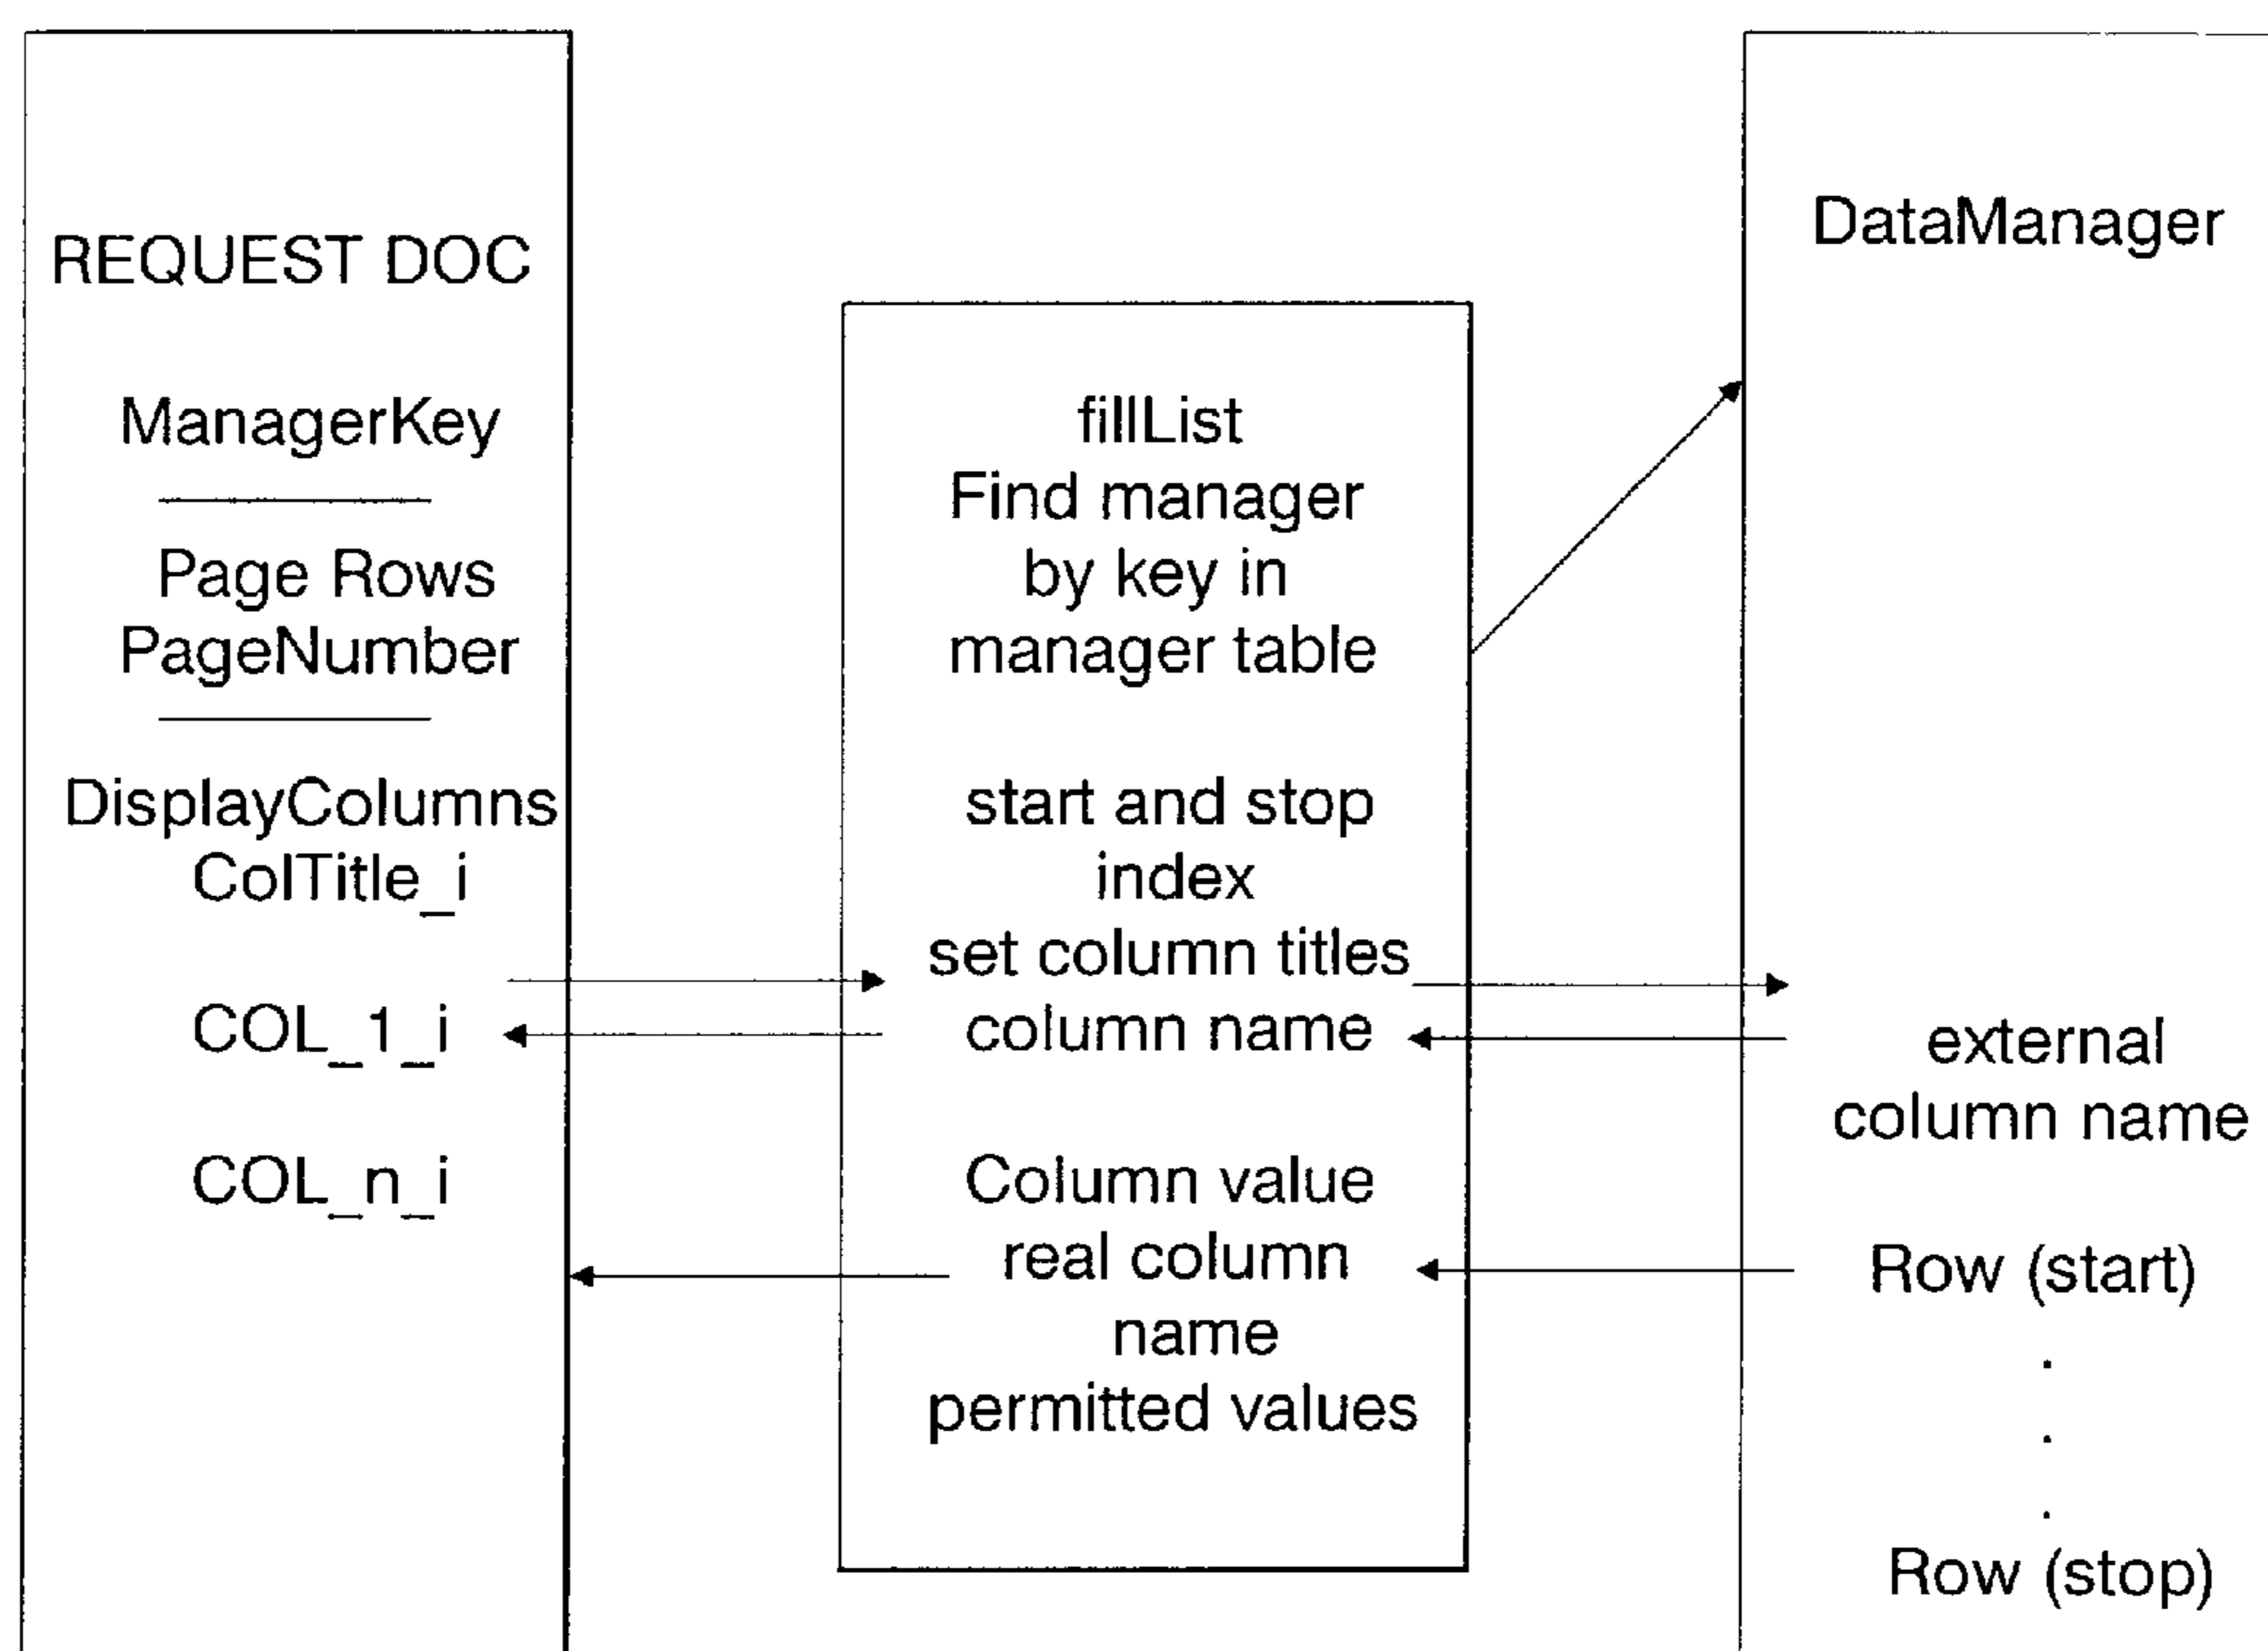 REQUEST DOC
ManagerKey
Page Rows
PageNumber
DisplayColumns
ColTitle_i
COL_1_i
COL_n_i
fillList
Find manager
by key in
manager table
start and stop
index
set column titles
column name
Column value
real column
name
permitted values
DataManager
external
column name
Row (start)
.
.
.
Row (stop)